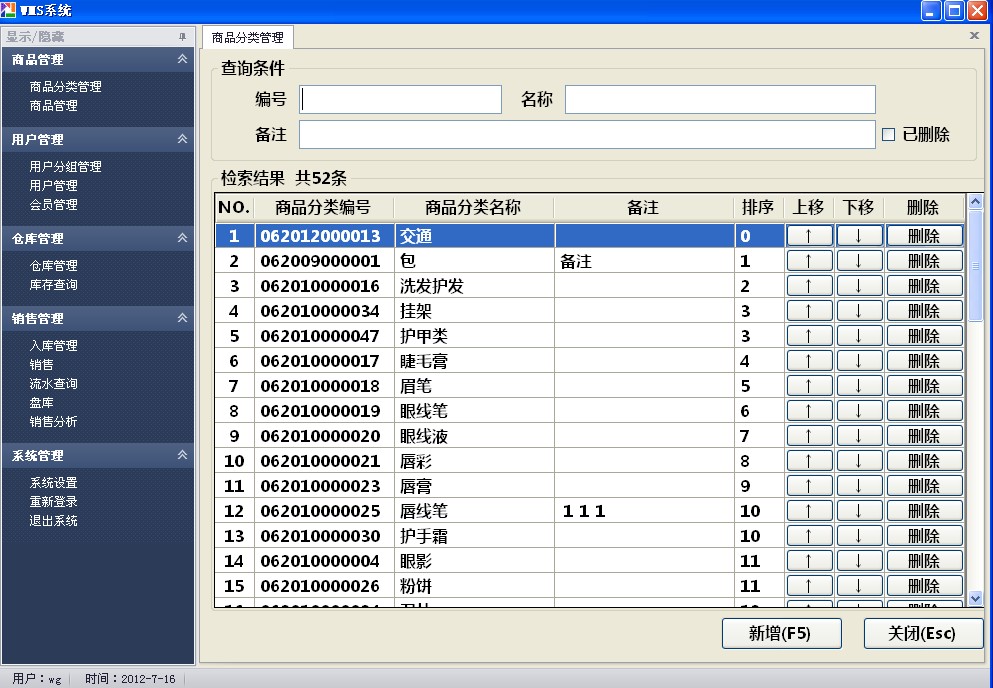 WMS系统
显示/隐藏
商品管理
商品分类管理
商品管理
用户管理
用户分组管理
用户管理
会员管理
仓库管理
仓库管理
库存查询
销售管理
入库管理
销售
流水查询
盘库
销售分析
系统管理
系统设置
重新登录
退出系统
商品分类管理
查询条件
编号 名称
备注 已删除
检索结果 共52条
NO. 商品分类编号 商品分类名称 备注 排序 上移 下移 删除
1 062012000013 交通 0 ↑ ↓ 删除
2 062009000001 包 备注 1 ↑ ↓ 删除
3 062010000016 洗发护发 2 ↑ ↓ 删除
4 062010000034 挂架 3 ↑ ↓ 删除
5 062010000047 护甲类 3 ↑ ↓ 删除
6 062010000017 睫毛膏 4 ↑ ↓ 删除
7 062010000018 眉笔 5 ↑ ↓ 删除
8 062010000019 眼线笔 6 ↑ ↓ 删除
9 062010000020 眼线液 7 ↑ ↓ 删除
10 062010000021 唇彩 8 ↑ ↓ 删除
11 062010000023 唇膏 9 ↑ ↓ 删除
12 062010000025 唇线笔 1 1 1 10 ↑ ↓ 删除
13 062010000030 护手霜 10 ↑ ↓ 删除
14 062010000004 眼影 11 ↑ ↓ 删除
15 062010000026 粉饼 11 ↑ ↓ 删除
新增(F5) 关闭(Esc)
用户：wg 时间：2012-7-16